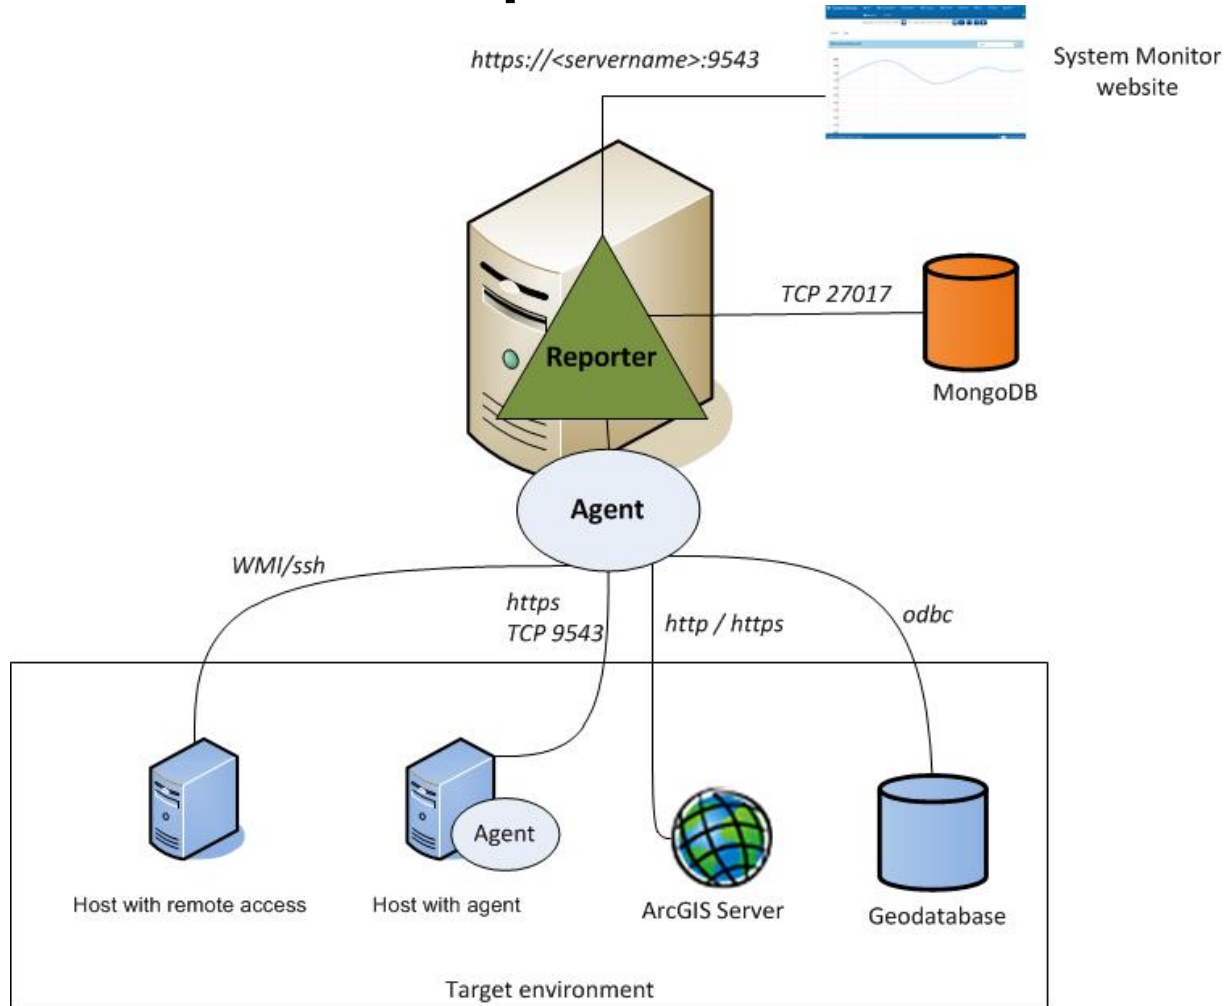 https://<servername>:9543
System Monitor
website
TCP 27017
Reporter
MongoDB
Agent
WMI/ssh
https
TCP 9543
http / https
odbc
Agent
Host with remote access
Host with agent
ArcGIS Server
Geodatabase
Target environment